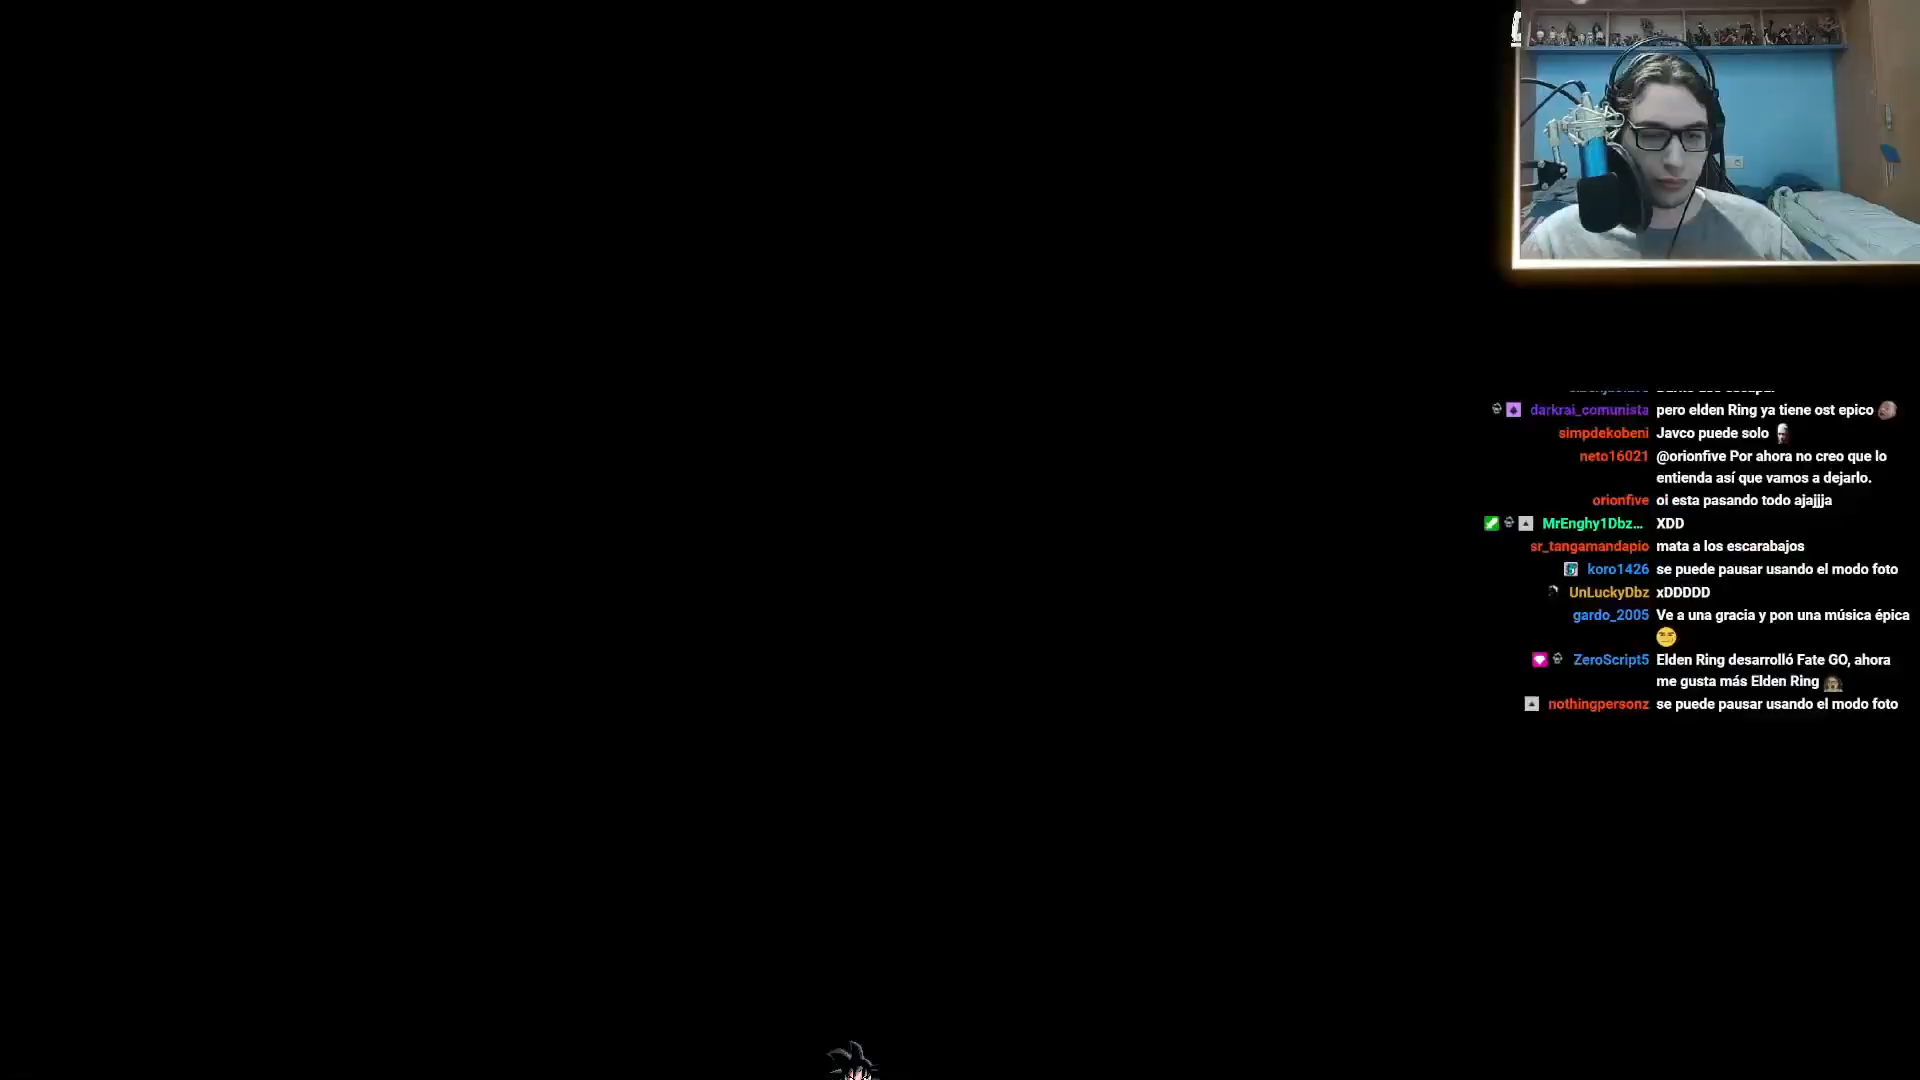 darkrai_comunista pero elden Ring ya tiene ost epico
simpdekobeni Javco puede solo
neto16021 @orionfive Por ahora no creo que lo
entienda así que vamos a dejarlo.
orionfive oi esta pasando todo ajajjja
MrEnghy1Dbz... XDD
sr_tangamandapio mata a los escarabajos
koro1426 se puede pausar usando el modo foto
UnLuckyDbz xDDDDD
gardo_2005 Ve a una gracia y pon una música épica
ZeroScript5 Elden Ring desarrolló Fate GO, ahora
me gusta más Elden Ring
nothingpersonz se puede pausar usando el modo foto